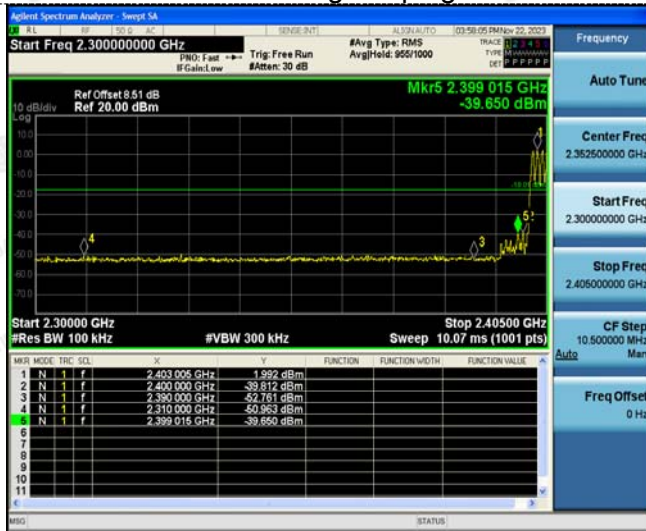 Agilent Spectrum Analyzer - Swept SA
RL RF 50 Ω AC SENSE:INT ALIGN AUTO 03:58:05 PM Nov 22, 2023
Start Freq 2.300000000 GHz
PNO: Fast Trig: Free Run
IFGain:Low #Atten: 30 dB
#Avg Type: RMS
Avg|Hold: 955/1000
TRACE 1 2 3 4 5 6
TYPE M
DET P P P P P P
Ref Offset 8.51 dB
10 dB/div Ref 20.00 dBm
Log
Mkr5 2.399 015 GHz
-39.650 dBm
10.0
0.00
-10.0
-20.0
-30.0
-40.0
-50.0
-60.0
-70.0
1
5
3
4
Start 2.30000 GHz Stop 2.40500 GHz
#Res BW 100 kHz #VBW 300 kHz Sweep 10.07 ms (1001 pts)
MKR MODE TRC SCL X Y FUNCTION FUNCTION WIDTH FUNCTION VALUE
1 N 1 f 2.403 005 GHz 1.992 dBm
2 N 1 f 2.400 000 GHz -39.812 dBm
3 N 1 f 2.390 000 GHz -52.761 dBm
4 N 1 f 2.310 000 GHz -50.963 dBm
5 N 1 f 2.399 015 GHz -39.650 dBm
6
7
8
9
10
11
MSG STATUS
Frequency
Auto Tune
Center Freq
2.352500000 GHz
Start Freq
2.300000000 GHz
Stop Freq
2.405000000 GHz
CF Step
10.500000 MHz
Auto Man
Freq Offset
0 Hz